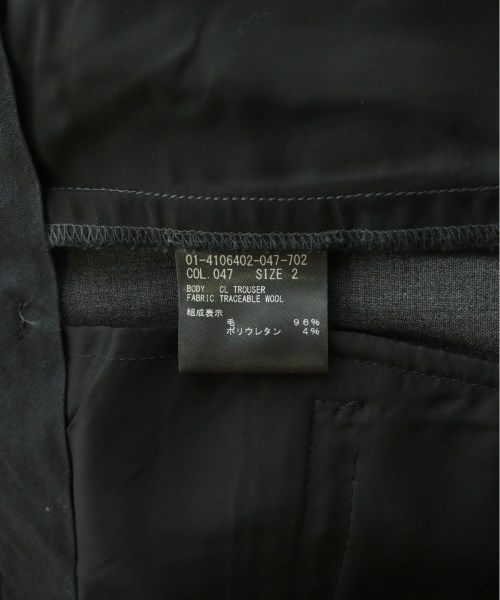 01-4106402-047-702
COL.047 SIZE 2
BODY CL TROUSER
FABRIC TRACEABLE WOOL
組成表示
毛 96%
ポリウレタン 4%